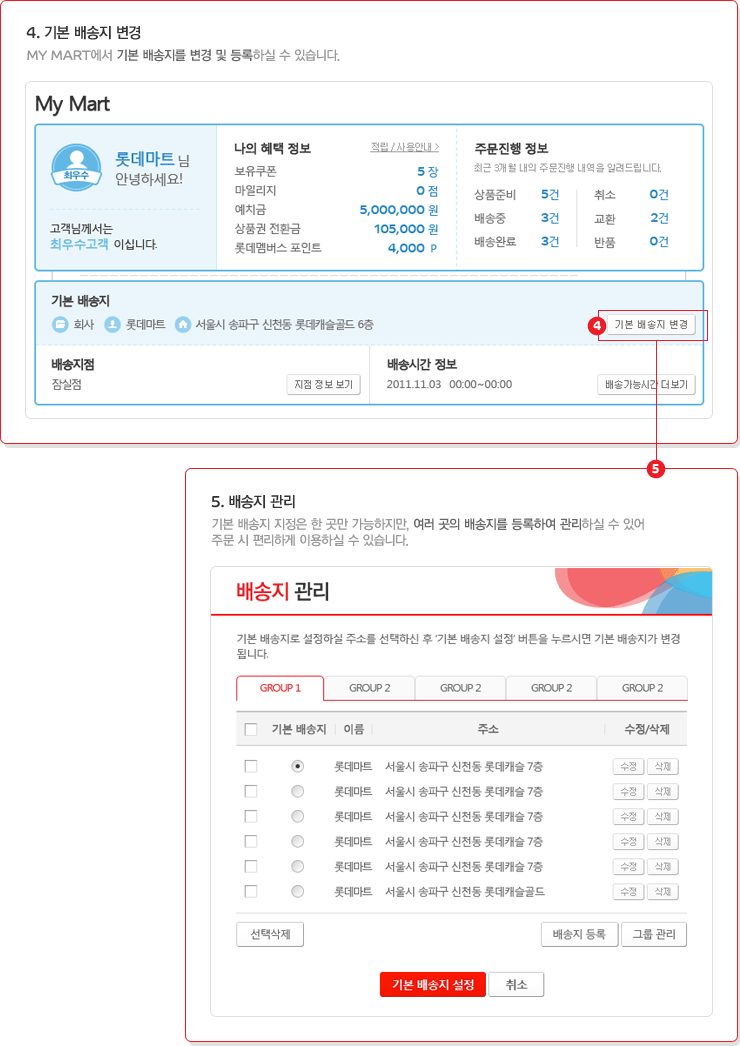 4. 기본 배송지 변경
MY MART에서 기본 배송지를 변경 및 등록하실 수 있습니다.
My Mart
최우수
롯데마트 님
안녕하세요!
고객님께서는
최우수고객 이십니다.
나의 혜택 정보 적립 / 사용안내 >
보유쿠폰 5 장
마일리지 0 점
예치금 5,000,000 원
상품권 전환금 105,000 원
롯데멤버스 포인트 4,000 P
주문진행 정보
최근 3개월 내의 주문진행 내역을 알려드립니다.
상품준비 5건 취소 0건
배송중 3건 교환 2건
배송완료 3건 반품 0건
기본 배송지
회사 롯데마트 서울시 송파구 신천동 롯데캐슬골드 6층 4 기본 배송지 변경
배송지점 배송시간 정보
잠실점 지점 정보 보기 2011.11.03 00:00~00:00 배송가능시간 더보기
5
5. 배송지 관리
기본 배송지 지정은 한 곳만 가능하지만, 여러 곳의 배송지를 등록하여 관리하실 수 있어
주문 시 편리하게 이용하실 수 있습니다.
배송지 관리
기본 배송지로 설정하실 주소를 선택하신 후 '기본 배송지 설정' 버튼을 누르시면 기본 배송지가 변경
됩니다.
GROUP 1 GROUP 2 GROUP 2 GROUP 2 GROUP 2
기본 배송지 이름 주소 수정/삭제
롯데마트 서울시 송파구 신천동 롯데캐슬 7층 수정 삭제
롯데마트 서울시 송파구 신천동 롯데캐슬 7층 수정 삭제
롯데마트 서울시 송파구 신천동 롯데캐슬 7층 수정 삭제
롯데마트 서울시 송파구 신천동 롯데캐슬 7층 수정 삭제
롯데마트 서울시 송파구 신천동 롯데캐슬 7층 수정 삭제
롯데마트 서울시 송파구 신천동 롯데캐슬골드 수정 삭제
선택삭제 배송지 등록 그룹 관리
기본 배송지 설정 취소